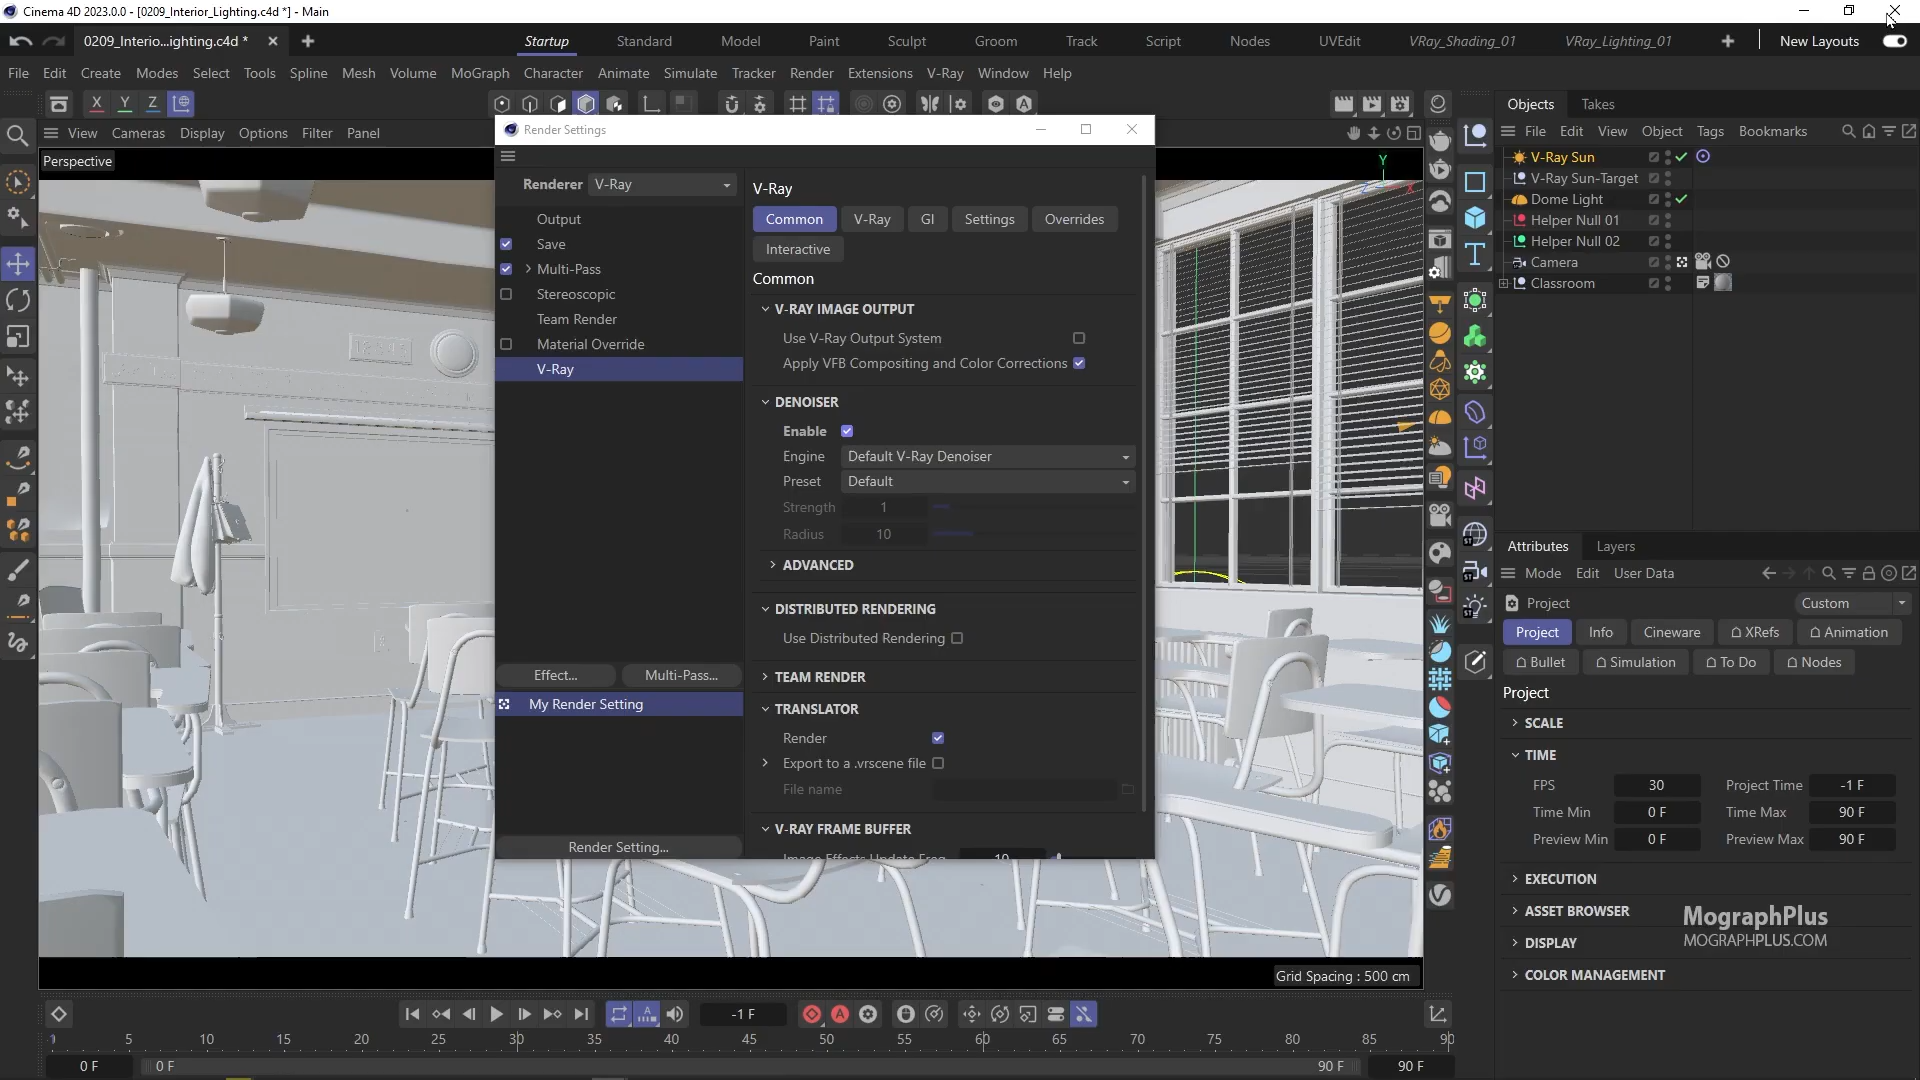 Cinema 4D 2023.0.0 - [0209_Interior_Lighting.c4d *] - Main
0209_Interio...ighting.c4d *
Startup Standard Model Paint Sculpt Groom Track Script Nodes UVEdit VRay_Shading_01 VRay_Lighting_01 New Layouts
File Edit Create Modes Select Tools Spline Mesh Volume MoGraph Character Animate Simulate Tracker Render Extensions V-Ray Window Help
X Y Z
View Cameras Display Options Filter Panel
Perspective
Y
Z X
Render Settings
Renderer V-Ray
Output
Save
Multi-Pass
Stereoscopic
Team Render
Material Override
V-Ray
Effect... Multi-Pass...
My Render Setting
Render Setting...
V-Ray
Common V-Ray GI Settings Overrides
Interactive
Common
V-RAY IMAGE OUTPUT
Use V-Ray Output System
Apply VFB Compositing and Color Corrections
DENOISER
Enable
Engine Default V-Ray Denoiser
Preset Default
Strength 1
Radius 10
ADVANCED
DISTRIBUTED RENDERING
Use Distributed Rendering
TEAM RENDER
TRANSLATOR
Render
Export to a .vrscene file
File name
V-RAY FRAME BUFFER
Image Effects Update Freq 10
Grid Spacing : 500 cm
Objects Takes
File Edit View Object Tags Bookmarks
V-Ray Sun
V-Ray Sun-Target
Dome Light
Helper Null 01
Helper Null 02
Camera
Classroom
Attributes Layers
Mode Edit User Data
Project Custom
Project Info Cineware XRefs Animation
Bullet Simulation To Do Nodes
Project
SCALE
TIME
FPS 30 Project Time -1 F
Time Min 0 F Time Max 90 F
Preview Min 0 F Preview Max 90 F
EXECUTION
ASSET BROWSER
DISPLAY
COLOR MANAGEMENT
MographPlus
MOGRAPHPLUS.COM
-1 F
5 10 15 20 25 30 35 40 45 50 55 60 65 70 75 80 85 90
0 F 0 F 90 F 90 F